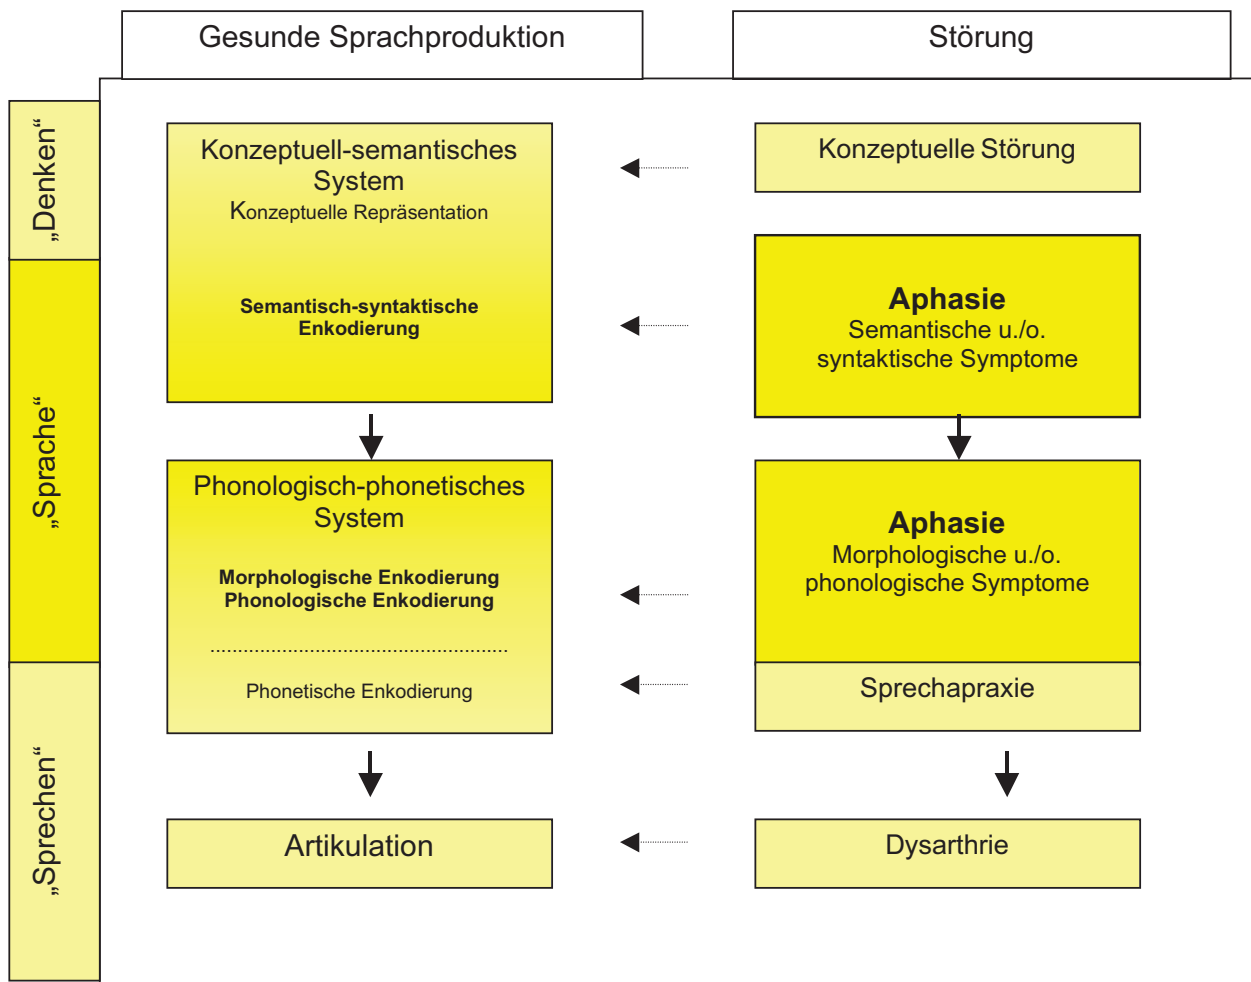 Gesunde Sprachproduktion
Störung
„Denken“
„Sprache“
„Sprechen“
Konzeptuell-semantisches
System
Konzeptuelle Repräsentation
Semantisch-syntaktische
Enkodierung
Phonologisch-phonetisches
System
Morphologische Enkodierung
Phonologische Enkodierung
......................................................
Phonetische Enkodierung
Artikulation
Konzeptuelle Störung
Aphasie
Semantische u./o.
syntaktische Symptome
Aphasie
Morphologische u./o.
phonologische Symptome
Sprechapraxie
Dysarthrie